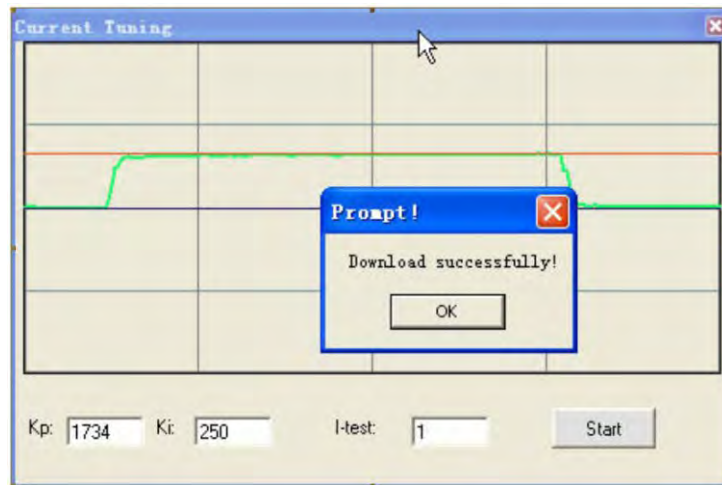 Current Tuning
Prompt!
Download successfully!
OK
Kp: 1734 Ki: 250 I-test: 1 Start